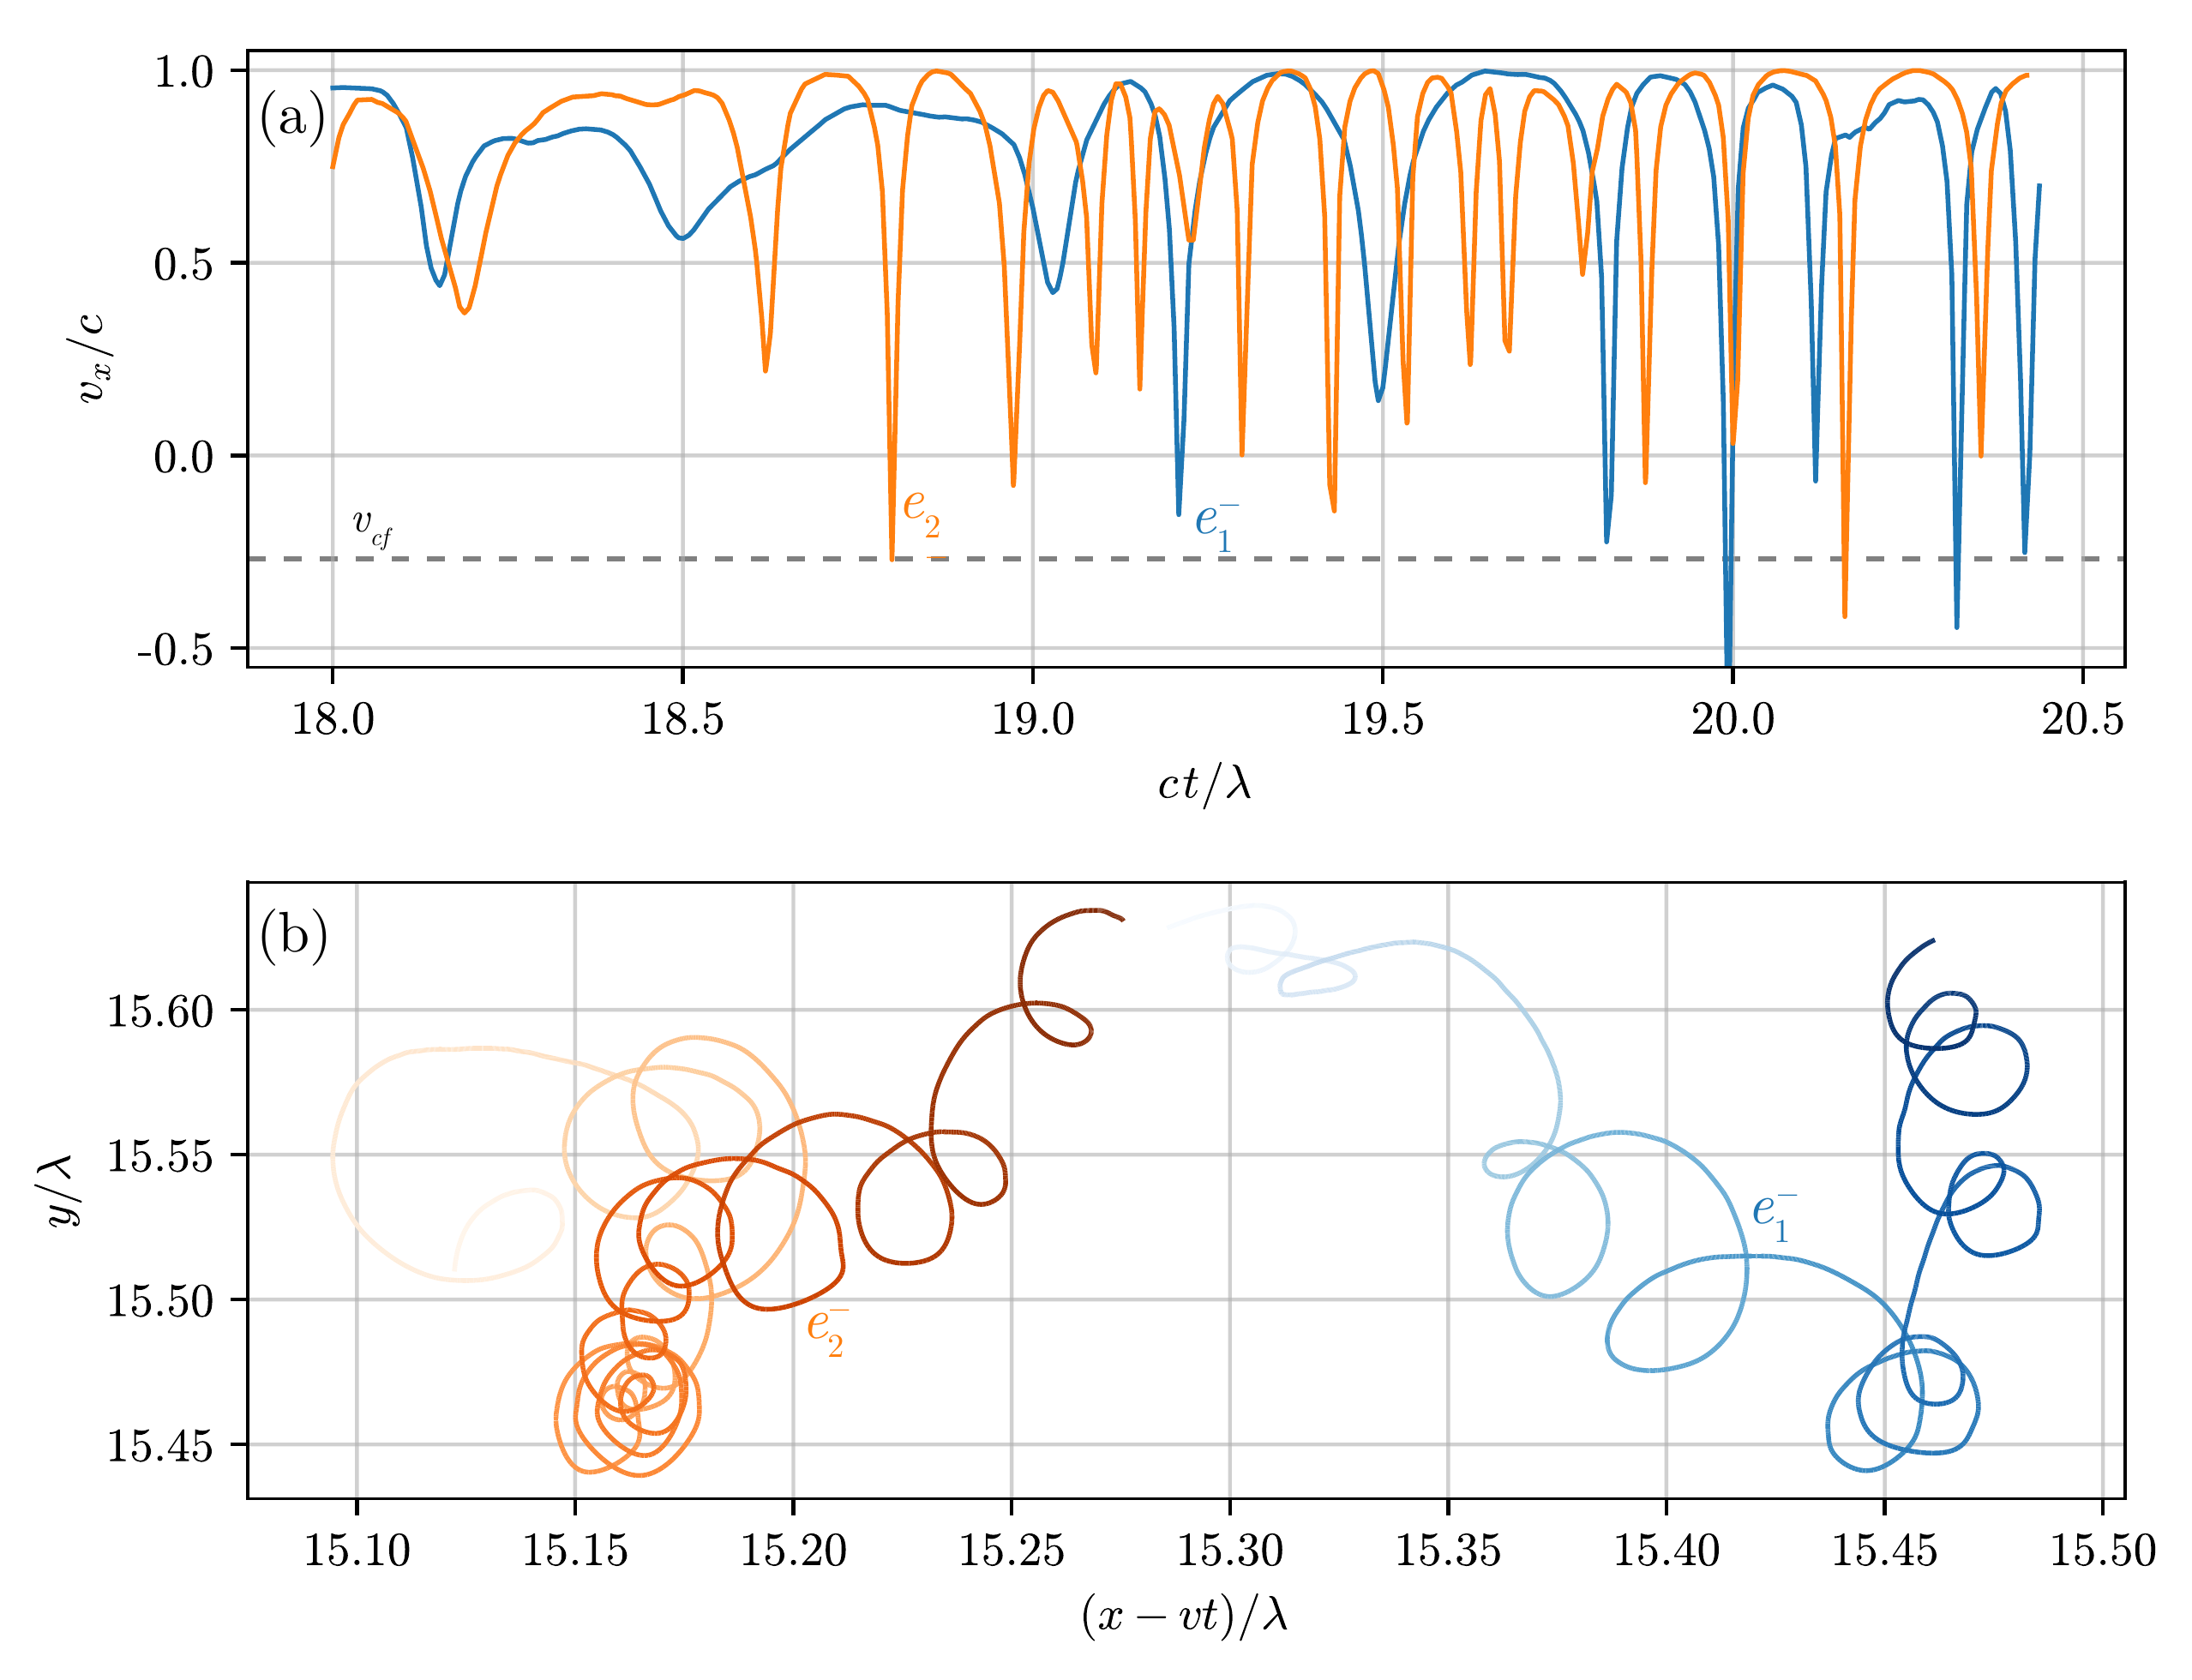 (a)
1.0
0.5
0.0
-0.5
v_x/c
v_{cf}
e_2^-
e_1^-
18.0 18.5 19.0 19.5 20.0 20.5
ct/λ
(b)
15.60
15.55
15.50
15.45
y/λ
e_1^-
e_2^-
15.10 15.15 15.20 15.25 15.30 15.35 15.40 15.45 15.50
(x − vt)/λ